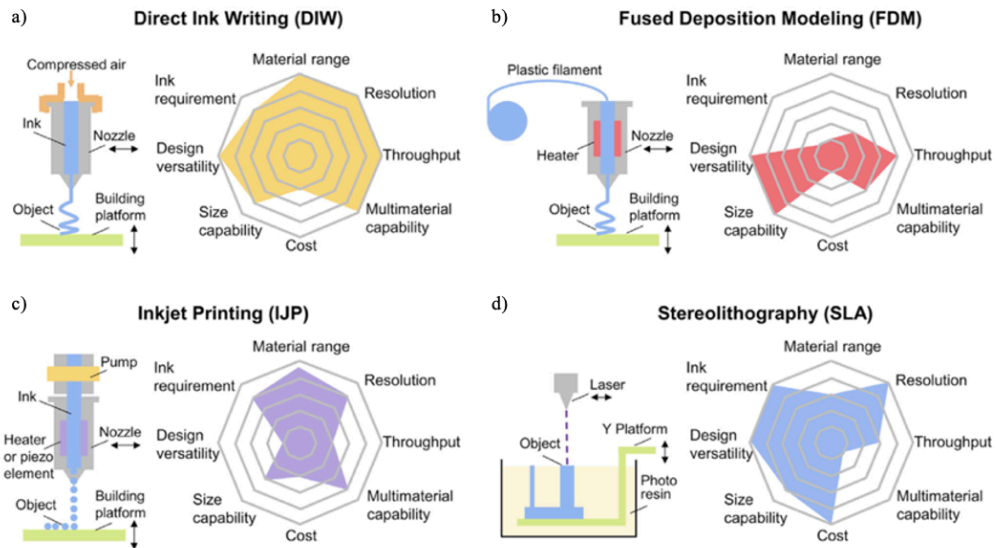 a)
Direct Ink Writing (DIW)
Compressed air
Ink
Nozzle
Object
Building
platform
Material range
Resolution
Throughput
Multimaterial
capability
Cost
Size
capability
Design
versatility
Ink
requirement
b)
Fused Deposition Modeling (FDM)
Plastic filament
Heater
Nozzle
Object
Building
platform
Material range
Resolution
Throughput
Multimaterial
capability
Cost
Size
capability
Design
versatility
Ink
requirement
c)
Inkjet Printing (IJP)
Pump
Ink
Heater
or piezo
element
Nozzle
Object
Building
platform
Material range
Resolution
Throughput
Multimaterial
capability
Cost
Size
capability
Design
versatility
Ink
requirement
d)
Stereolithography (SLA)
Laser
Y Platform
Object
Photo
resin
Material range
Resolution
Throughput
Multimaterial
capability
Cost
Size
capability
Design
versatility
Ink
requirement